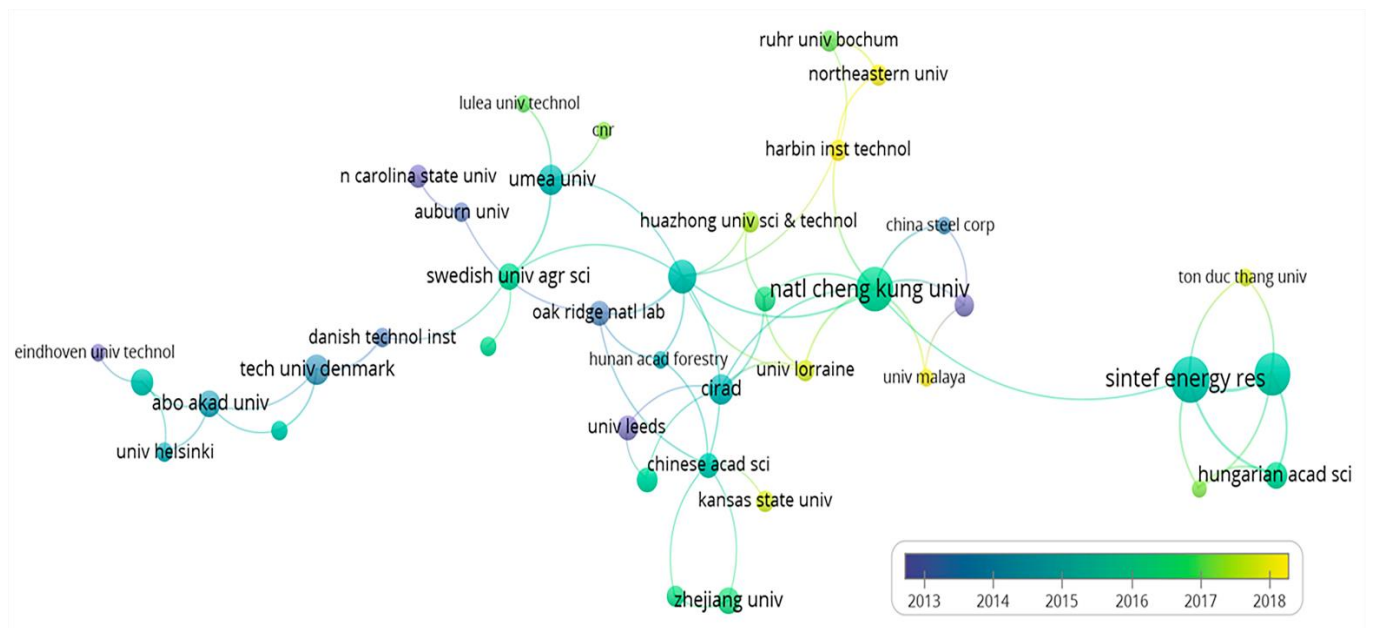 ruhr univ bochum
northeastern univ
lulea univ technol
cnr
harbin inst technol
n carolina state univ
umea univ
auburn univ
huazhong univ sci & technol
china steel corp
swedish univ agr sci
ton duc thang univ
natl cheng kung univ
oak ridge natl lab
danish technol inst
eindhoven univ technol
hunan acad forestry
tech univ denmark
univ lorraine
univ malaya
sintef energy res
cirad
abo akad univ
univ leeds
univ helsinki
chinese acad sci
hungarian acad sci
kansas state univ
zhejiang univ
2013 2014 2015 2016 2017 2018